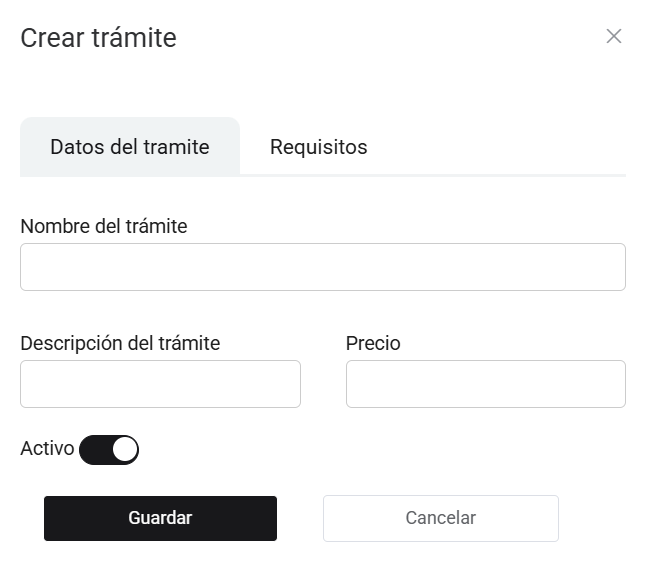 Crear trámite
Datos del tramite
Requisitos
Nombre del trámite
Descripción del trámite
Precio
Activo
Guardar
Cancelar